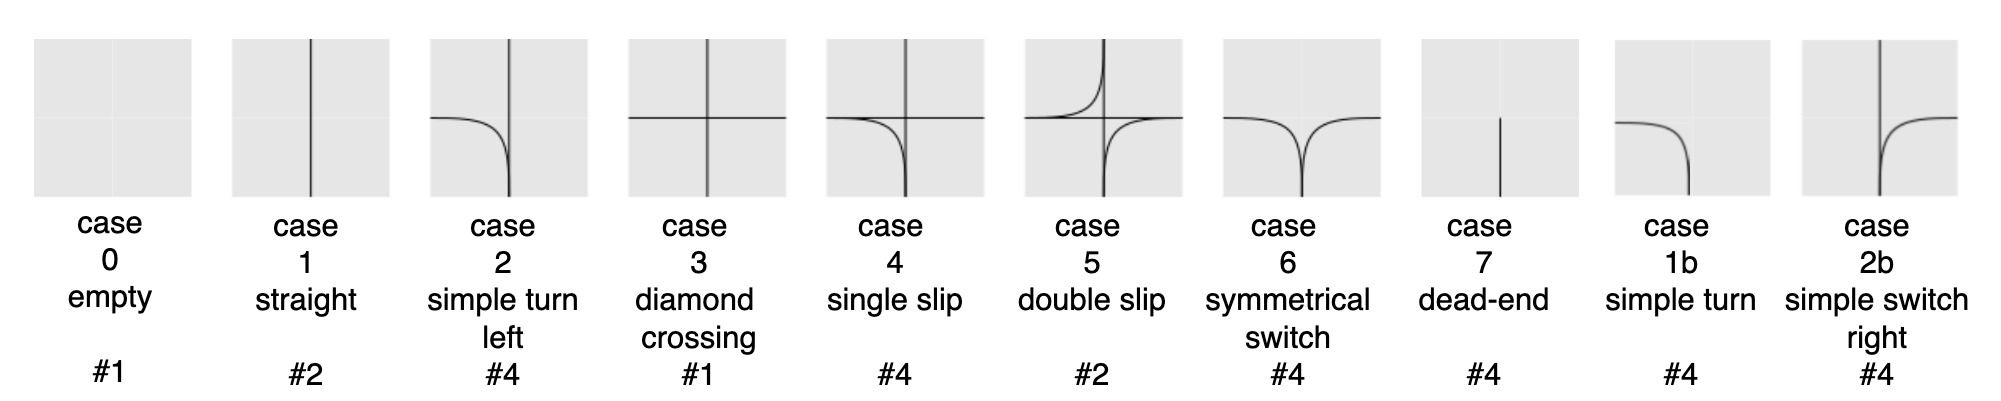 case
0
empty
#1
case
1
straight
#2
case
2
simple turn
left
#4
case
3
diamond
crossing
#1
case
4
single slip
#4
case
5
double slip
#2
case
6
symmetrical
switch
#4
case
7
dead-end
#4
case
1b
simple turn
#4
case
2b
simple switch
right
#4